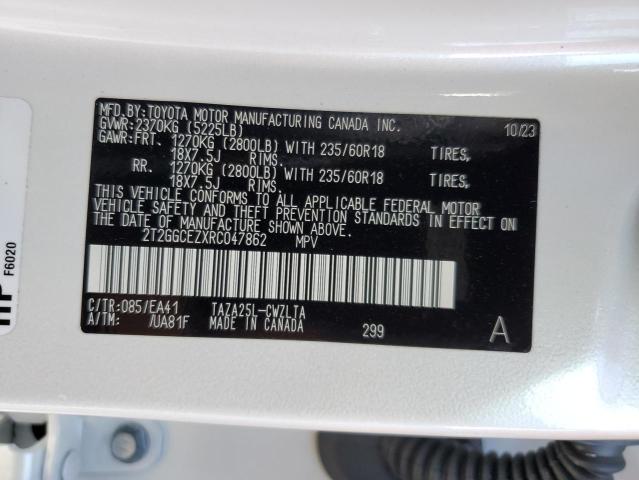 MFD.BY:TOYOTA MOTOR MANUFACTURING CANADA INC. 10/23
GVWR:2370KG (5225LB)
GAWR:FRT. 1270KG (2800LB) WITH 235/60R18 TIRES,
18X7.5J RIMS.
RR. 1270KG (2800LB) WITH 235/60R18 TIRES,
18X7.5J RIMS.
THIS VEHICLE CONFORMS TO ALL APPLICABLE FEDERAL MOTOR
VEHICLE SAFETY AND THEFT PREVENTION STANDARDS IN EFFECT ON
THE DATE OF MANUFACTURE SHOWN ABOVE.
2T2GGCEZXRC047862 MPV
C/TR:085/EA41 TAZA25L-CWZLTA
A/TM: /UA81F MADE IN CANADA 299 A
F6020